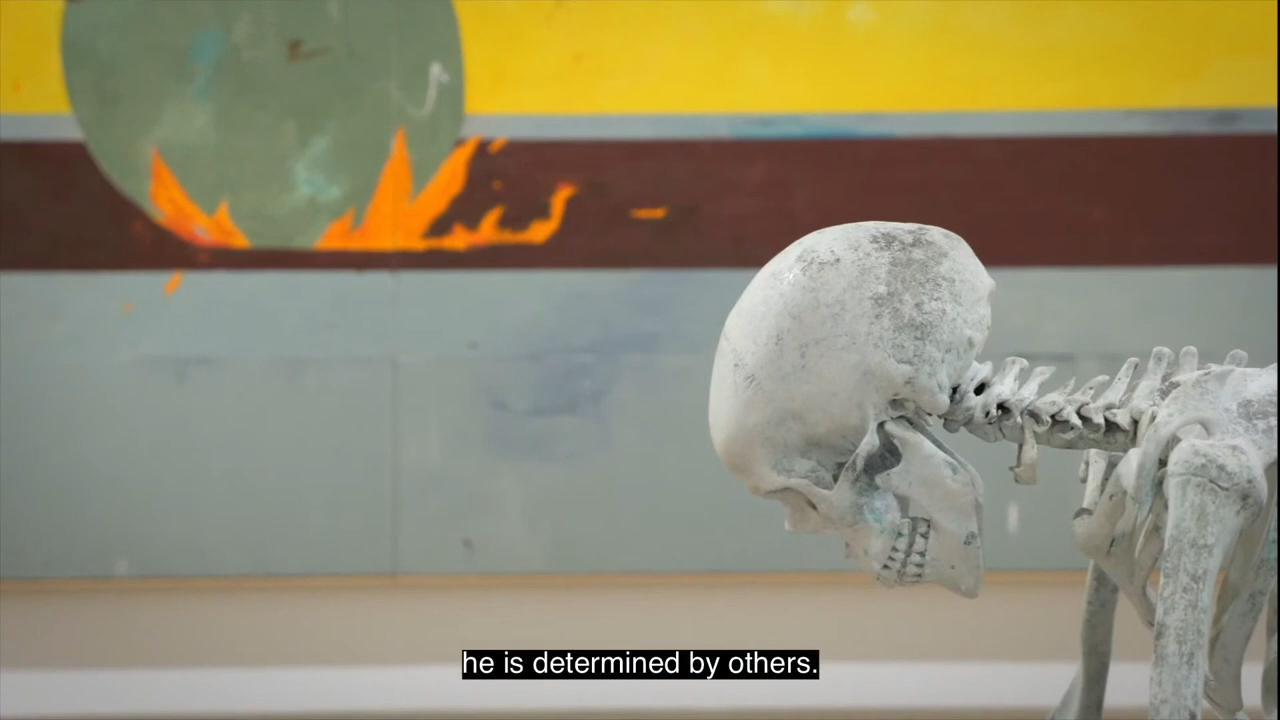 he is determined by others.